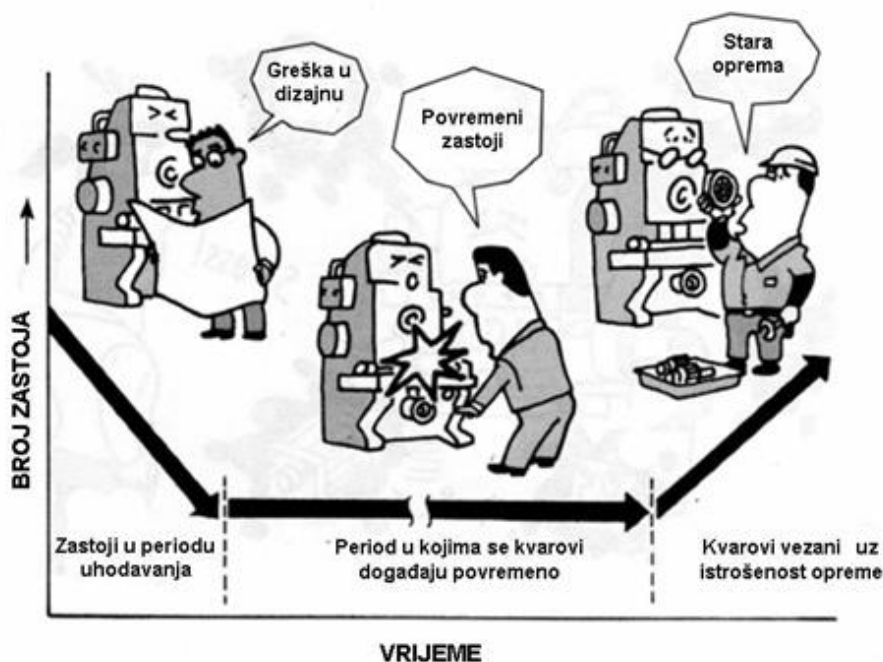 Greška u
dizajnu
Povremeni
zastoji
Stara
oprema
BROJ ZASTOJA
Zastoji u periodu
uhodavanja
Period u kojima se kvarovi
događaju povremeno
Kvarovi vezani uz
istrošenost opreme
VRIJEME